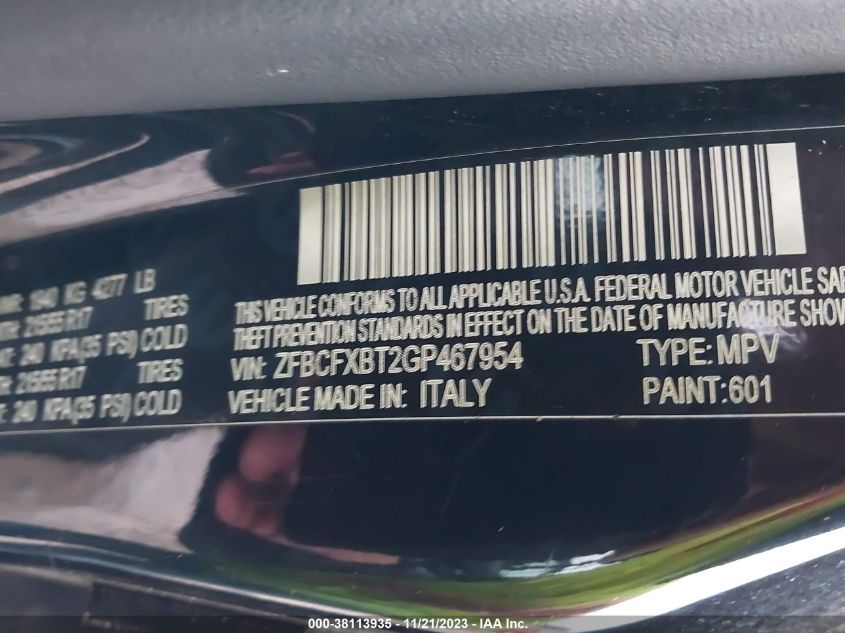 1940 KG 4277 LB
215/55 R17 TIRES
240 KPA(35 PSI) COLD
215/55 R17 TIRES
240 KPA(35 PSI) COLD
THIS VEHICLE CONFORMS TO ALL APPLICABLE U.S.A. FEDERAL MOTOR VEHICLE
THEFT PREVENTION STANDARDS IN EFFECT ON THE DATE OF MANUFACTURE
VIN: ZFBCFXBT2GP467954 TYPE: MPV
VEHICLE MADE IN: ITALY PAINT:601
000-38113935 - 11/21/2023 - © IAA Inc.